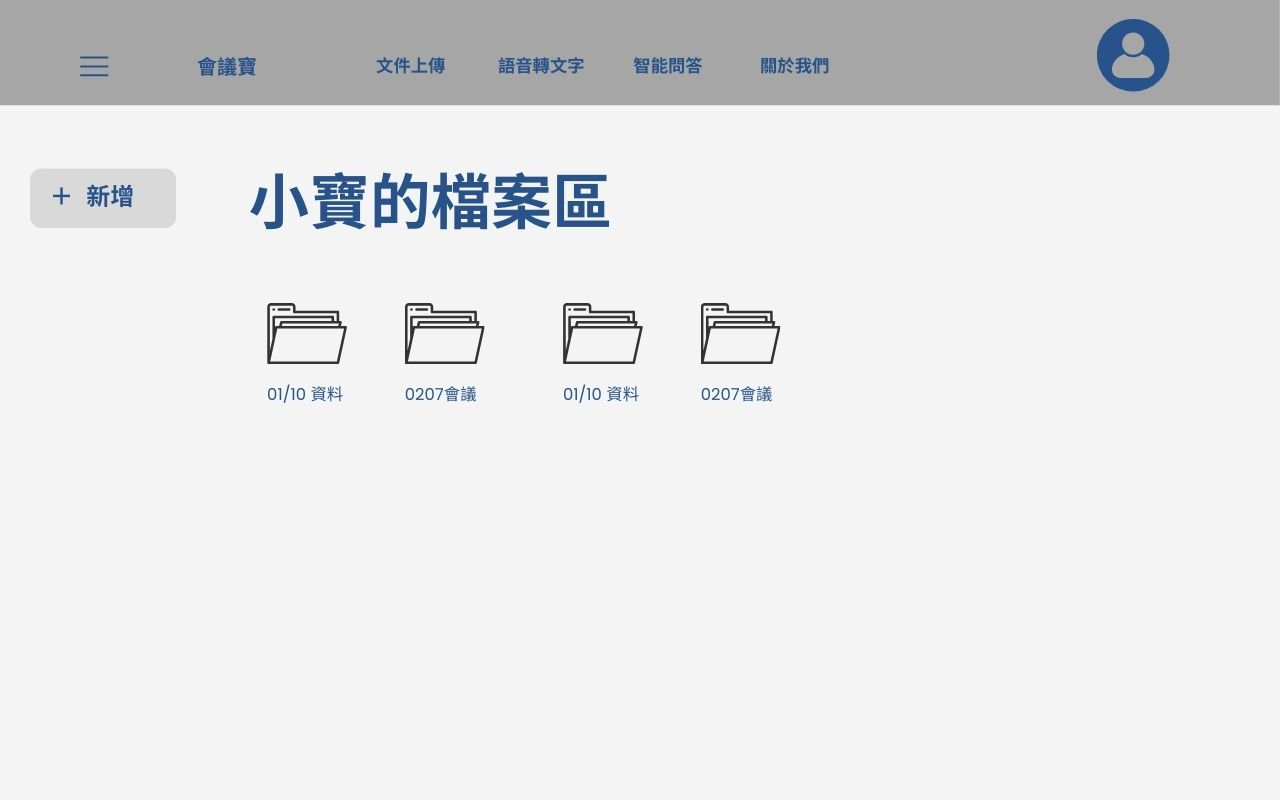 會議寶 文件上傳 語音轉文字 智能問答 關於我們
+ 新增
小寶的檔案區
01/10 資料 0207會議 01/10 資料 0207會議